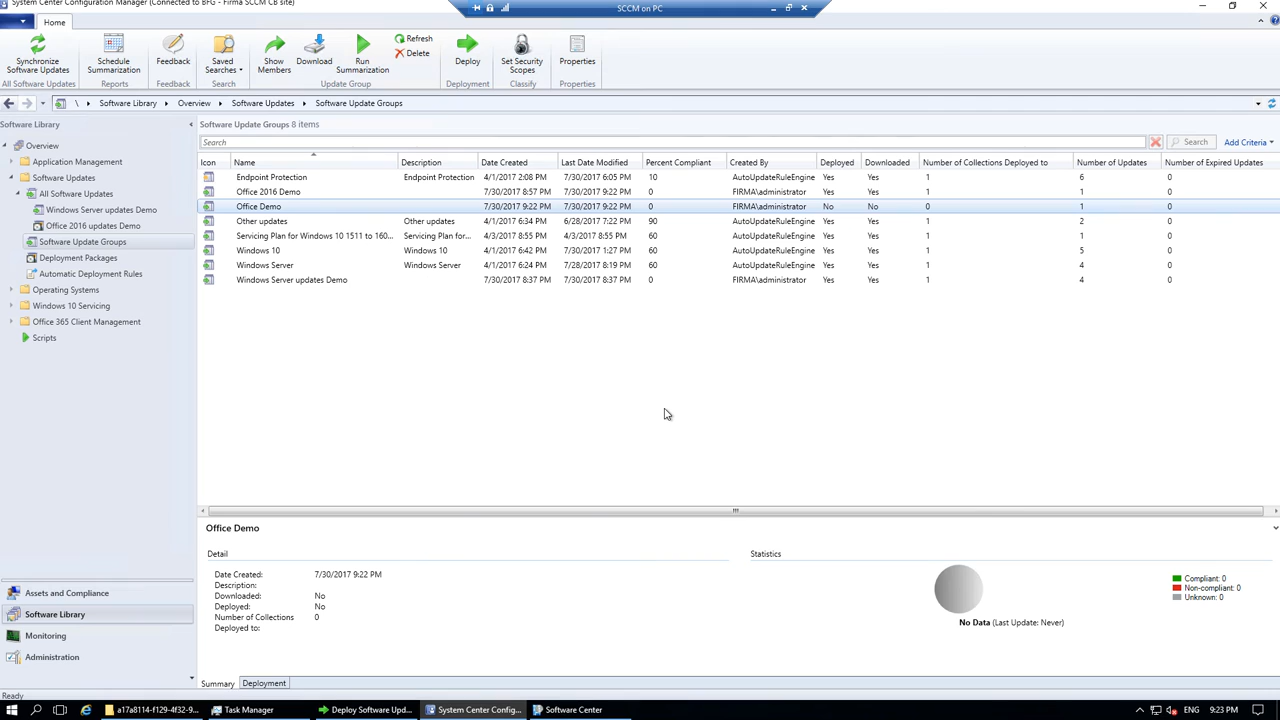 System Center Configuration Manager (Connected to BFG - Firma SCCM CB site)
SCCM on PC
Home
Synchronize Software Updates
Schedule Summarization
Feedback
Saved Searches
Show Members
Download
Run Summarization
Refresh
Delete
Deploy
Set Security Scopes
Properties
All Software Updates
Reports
Feedback
Search
Update Group
Deployment
Classify
Properties
\ Software Library Overview Software Updates Software Update Groups
Software Library
Overview
Application Management
Software Updates
All Software Updates
Windows Server updates Demo
Office 2016 updates Demo
Software Update Groups
Deployment Packages
Automatic Deployment Rules
Operating Systems
Windows 10 Servicing
Office 365 Client Management
Scripts
Assets and Compliance
Software Library
Monitoring
Administration
Software Update Groups 8 items
Search
Search
Add Criteria
Icon Name Description Date Created Last Date Modified Percent Compliant Created By Deployed Downloaded Number of Collections Deployed to Number of Updates Number of Expired Updates
Endpoint Protection Endpoint Protection 4/1/2017 2:08 PM 7/30/2017 6:05 PM 10 AutoUpdateRuleEngine Yes Yes 1 6 0
Office 2016 Demo 7/30/2017 8:57 PM 7/30/2017 9:22 PM 0 FIRMA\administrator Yes Yes 1 1 0
Office Demo 7/30/2017 9:22 PM 7/30/2017 9:22 PM 0 FIRMA\administrator No No 0 1 0
Other updates Other updates 4/1/2017 6:34 PM 6/28/2017 7:22 PM 90 AutoUpdateRuleEngine Yes Yes 1 2 0
Servicing Plan for Windows 10 1511 to 160... Servicing Plan for... 4/3/2017 8:55 PM 4/3/2017 8:55 PM 60 AutoUpdateRuleEngine Yes Yes 1 1 0
Windows 10 Windows 10 4/1/2017 6:42 PM 7/30/2017 1:27 PM 60 AutoUpdateRuleEngine Yes Yes 1 5 0
Windows Server Windows Server 4/1/2017 6:24 PM 7/28/2017 8:19 PM 60 AutoUpdateRuleEngine Yes Yes 1 4 0
Windows Server updates Demo 7/30/2017 8:37 PM 7/30/2017 8:37 PM 0 FIRMA\administrator Yes Yes 1 4 0
Office Demo
Detail
Date Created: 7/30/2017 9:22 PM
Description:
Downloaded: No
Deployed: No
Number of Collections 0
Deployed to:
Statistics
No Data (Last Update: Never)
Compliant: 0
Non-compliant: 0
Unknown: 0
Summary Deployment
Ready
a17a8114-f129-4f32-9...
Task Manager
Deploy Software Upd...
System Center Config...
Software Center
ENG
9:23 PM